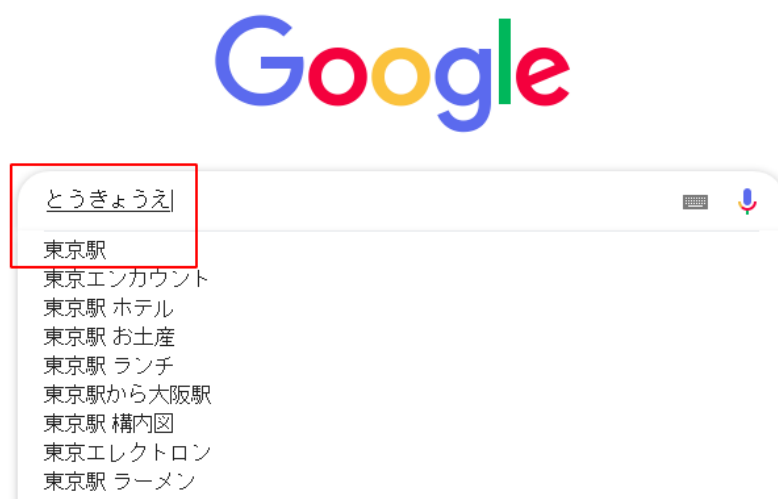 Google
とうきょうえ
東京駅
東京エンカウント
東京駅 ホテル
東京駅 お土産
東京駅 ランチ
東京駅から大阪駅
東京駅 構内図
東京エレクトロン
東京駅 ラーメン